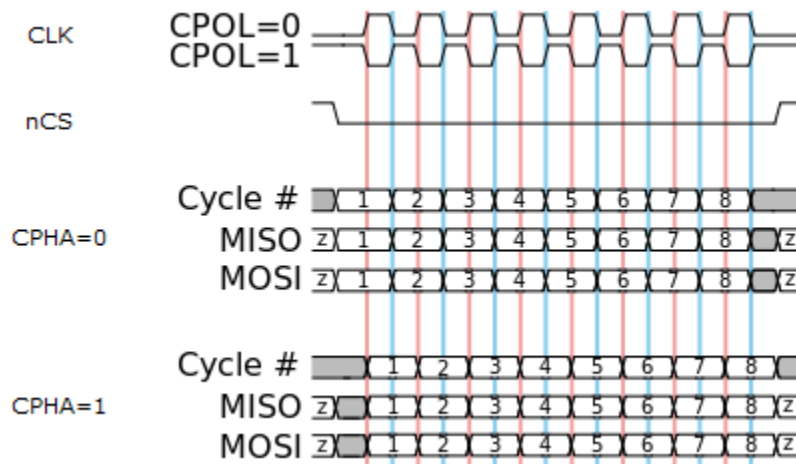 CLK CPOL=0
CPOL=1
nCS
Cycle # 1 2 3 4 5 6 7 8
CPHA=0
MISO z 1 2 3 4 5 6 7 8 z
MOSI z 1 2 3 4 5 6 7 8 z
Cycle # 1 2 3 4 5 6 7 8
CPHA=1
MISO z 1 2 3 4 5 6 7 8 z
MOSI z 1 2 3 4 5 6 7 8 z